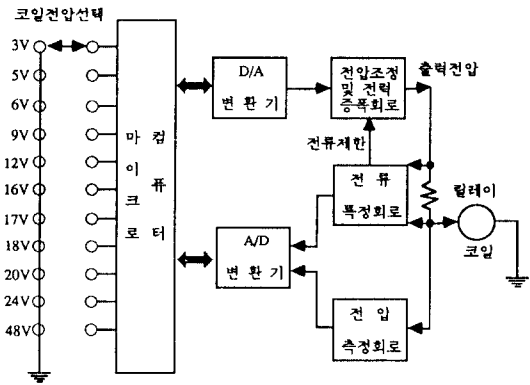 코일전압선택
3V
5V
6V
9V
12V
16V
17V
18V
20V
24V
48V
마이크로
컴퓨터
D/A
변환기
전압조정
및 전력
증폭회로
출력전압
전류제한
전 류
측정회로
릴레이
코일
A/D
변환기
전 압
측정회로